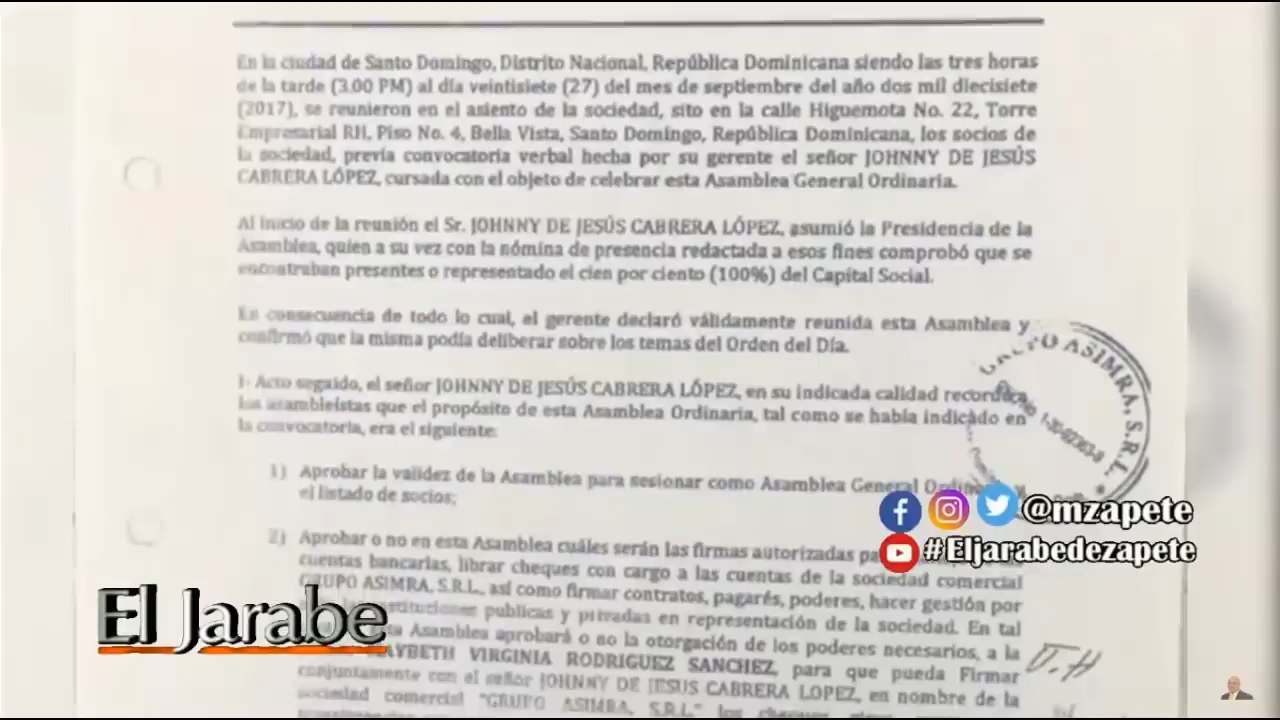 En la ciudad de Santo Domingo, Distrito Nacional, República Dominicana siendo las tres horas
de la tarde (3.00 PM) al día veintisiete (27) del mes de septiembre del año dos mil diecisiete
(2017), se reunieron en el asiento de la sociedad, sito en la calle Higuemota No. 22, Torre
Empresarial RH, Piso No. 4, Bella Vista, Santo Domingo, República Dominicana, los socios de
la sociedad, previa convocatoria verbal hecha por su gerente el señor JOHNNY DE JESÚS
CABRERA LÓPEZ, cursada con el objeto de celebrar esta Asamblea General Ordinaria.
Al inicio de la reunión el Sr. JOHNNY DE JESÚS CABRERA LÓPEZ, asumió la Presidencia de la
Asamblea, quien a su vez con la nómina de presencia redactada a esos fines comprobó que se
encontraban presentes o representado el cien por ciento (100%) del Capital Social.
En consecuencia de todo lo cual, el gerente declaró válidamente reunida esta Asamblea y
confirmó que la misma podía deliberar sobre los temas del Orden del Día.
I- Acto seguido, el señor JOHNNY DE JESÚS CABRERA LÓPEZ, en su indicada calidad recordó a
los asambleístas que el propósito de esta Asamblea Ordinaria, tal como se había indicado en
la convocatoria, era el siguiente:
GRUPO ASIMRA, S.R.L.
1) Aprobar la validez de la Asamblea para sesionar como Asamblea General
el listado de socios;
2) Aprobar o no en esta Asamblea cuáles serán las firmas autorizadas
cuentas bancarias, librar cheques con cargo a las cuentas de la sociedad comercial
GRUPO ASIMRA, S.R.L., así como firmar contratos, pagarés, poderes, hacer gestión por
publicas y privadas en representación de la sociedad. En tal
Asamblea aprobará o no la otorgación de los poderes necesarios, a la
VIRGINIA RODRIGUEZ SANCHEZ, para que pueda Firmar
conjuntamente con el señor JOHNNY DE JESUS CABRERA LOPEZ, en nombre de la
sociedad comercial "GRUPO ASIMRA, S.R.L."
@mzapete
#Eljarabedezapete
El Jarabe